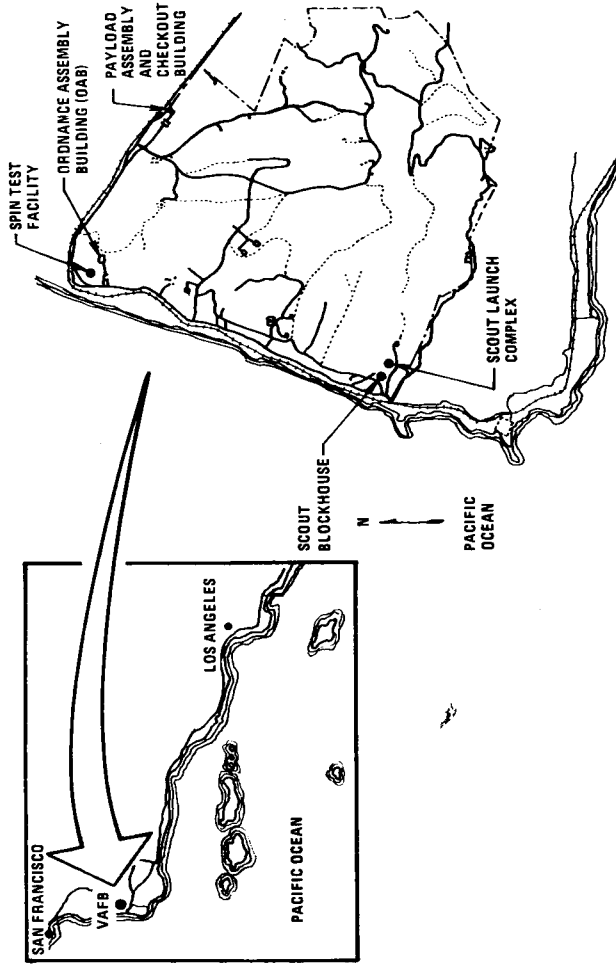 SAN FRANCISCO
VAFB
LOS ANGELES
PACIFIC OCEAN
SPIN TEST
FACILITY
ORDNANCE ASSEMBLY
BUILDING (OAB)
PAYLOAD
ASSEMBLY
AND
CHECKOUT
BUILDING
SCOUT
BLOCKHOUSE
SCOUT LAUNCH
COMPLEX
N
PACIFIC
OCEAN